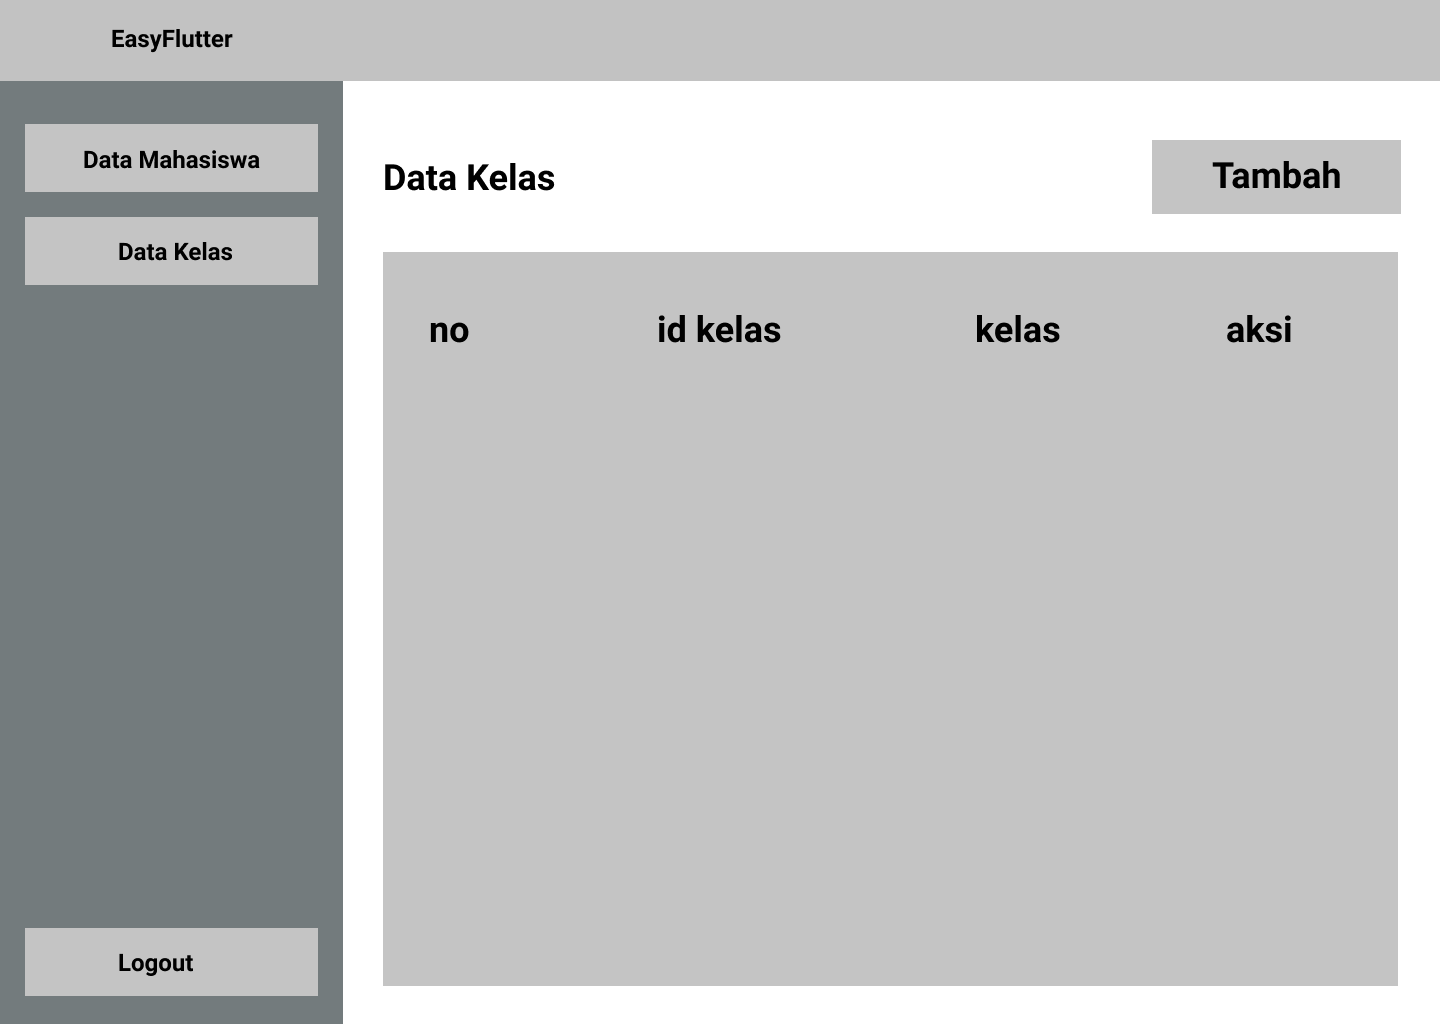 EasyFlutter
Data Mahasiswa
Data Kelas
Logout
Data Kelas
Tambah
no id kelas kelas aksi